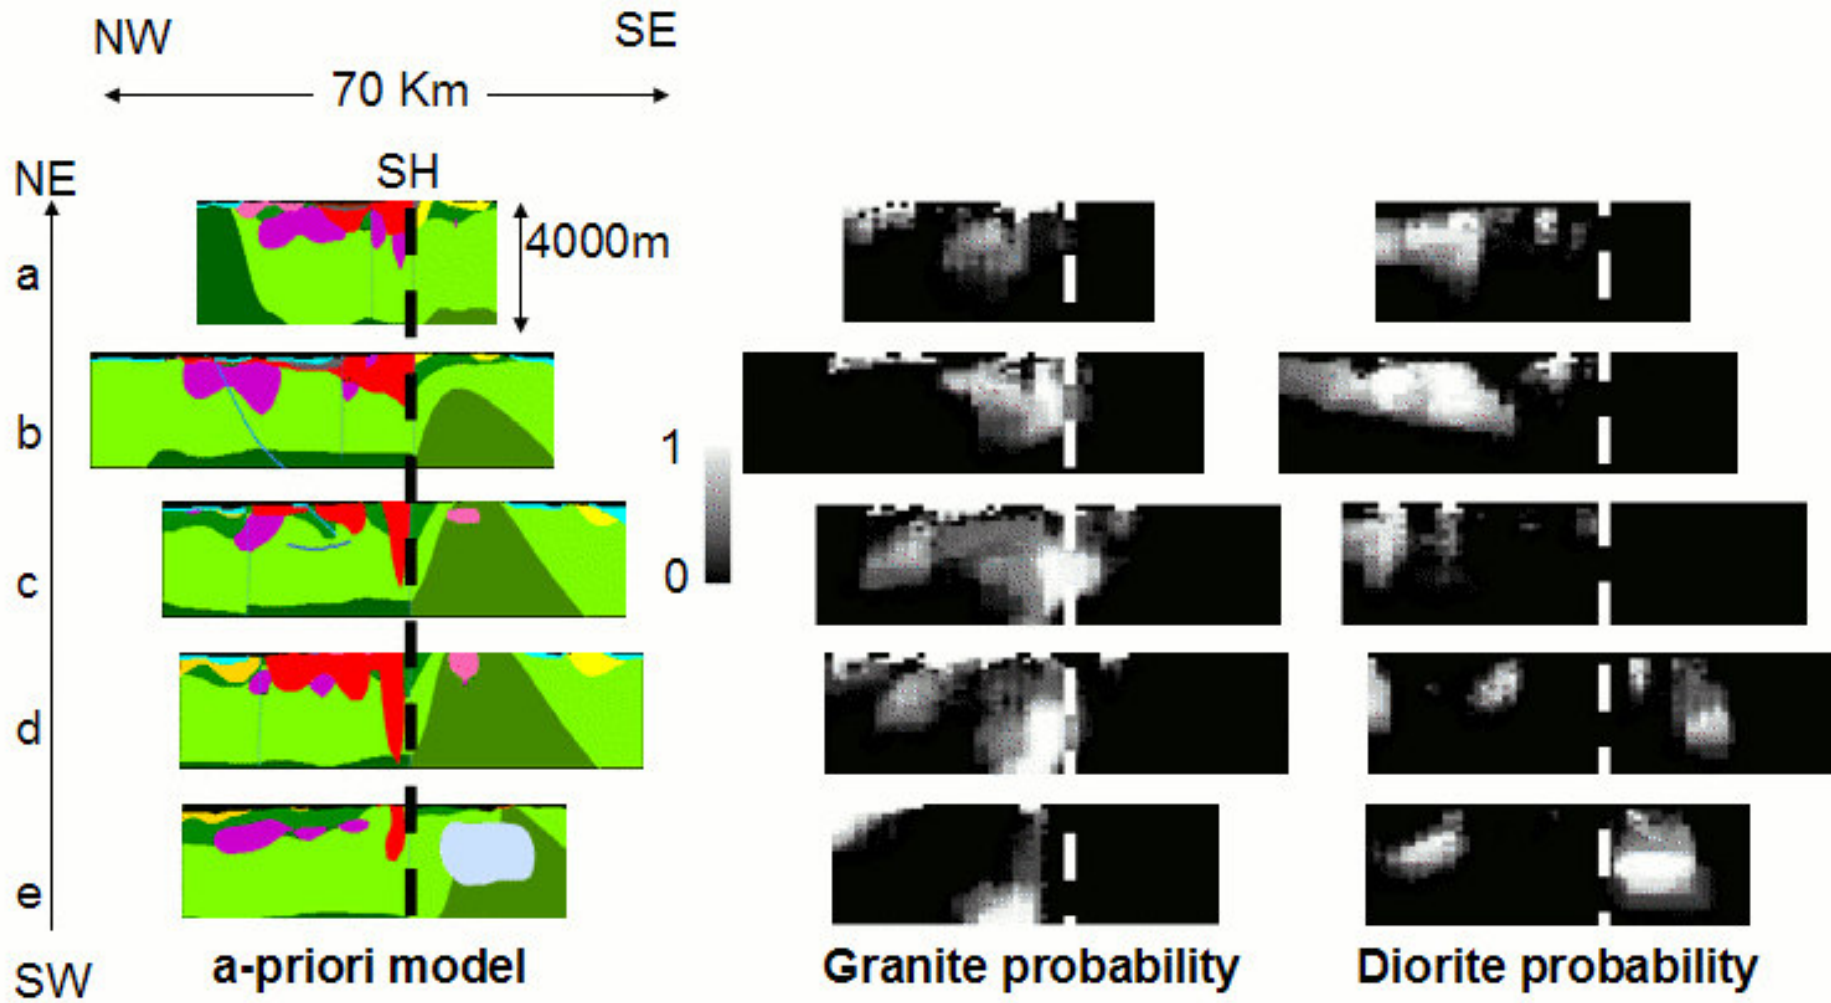 NW
SE
70 Km
NE
SH
4000m
a
b
1
0
c
d
e
SW
a-priori model
Granite probability
Diorite probability